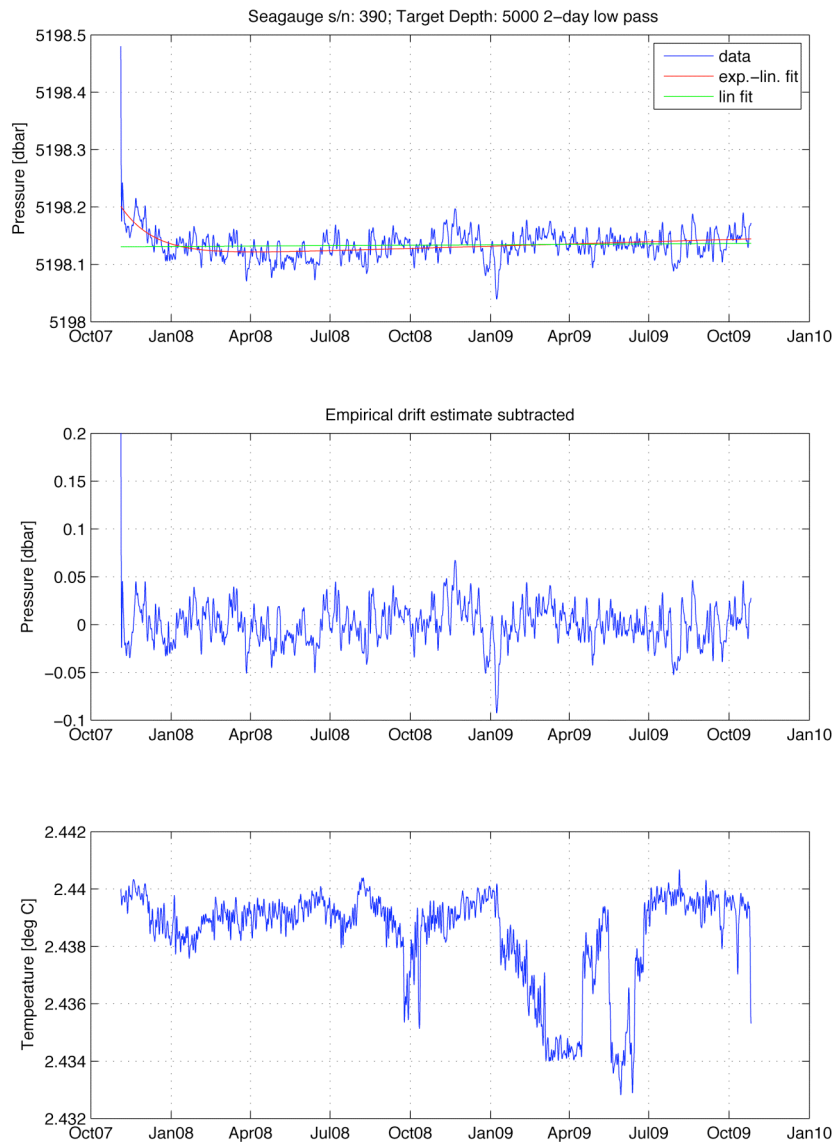 Seagauge s/n: 390; Target Depth: 5000 2−day low pass
5198.5
5198.4
5198.3
5198.2
5198.1
5198
Pressure [dbar]
data
exp.−lin. fit
lin fit
Oct07 Jan08 Apr08 Jul08 Oct08 Jan09 Apr09 Jul09 Oct09 Jan10
Empirical drift estimate subtracted
0.2
0.15
0.1
0.05
0
−0.05
−0.1
Pressure [dbar]
Oct07 Jan08 Apr08 Jul08 Oct08 Jan09 Apr09 Jul09 Oct09 Jan10
2.442
2.44
2.438
2.436
2.434
2.432
Temperature [deg C]
Oct07 Jan08 Apr08 Jul08 Oct08 Jan09 Apr09 Jul09 Oct09 Jan10